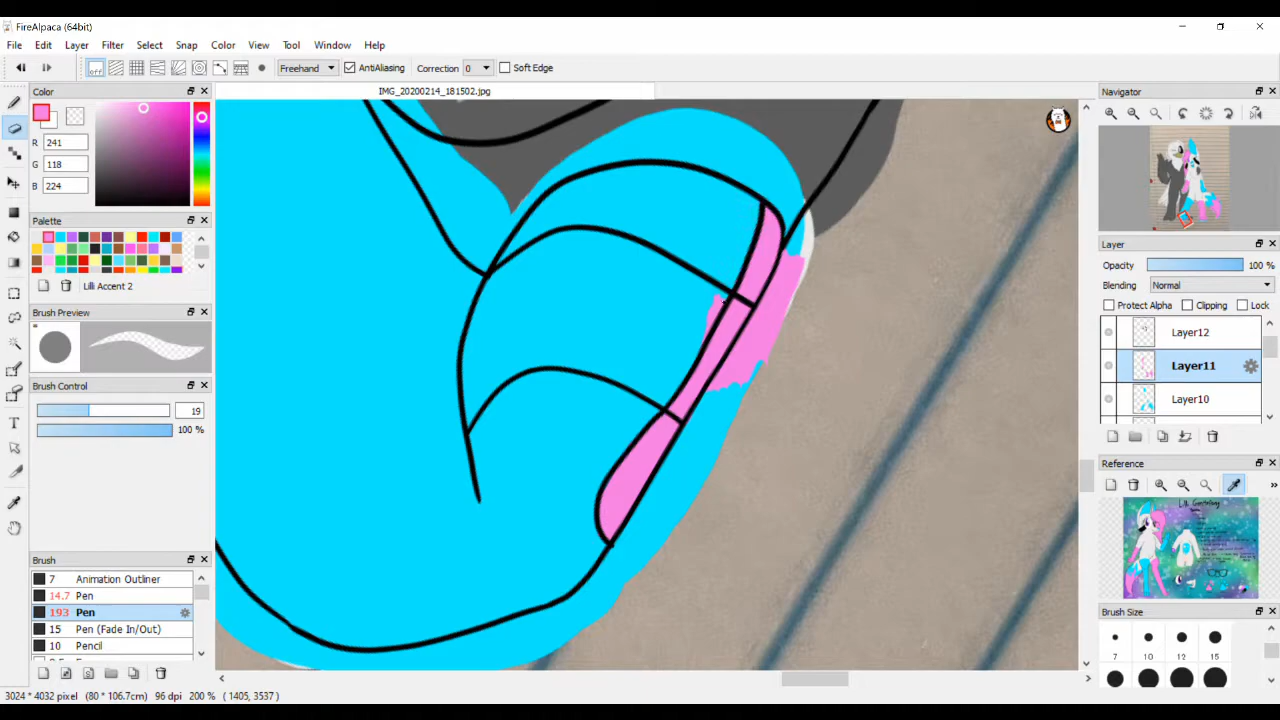 FireAlpaca (64bit)
File Edit Layer Filter Select Snap Color View Tool Window Help
off Freehand AntiAliasing Correction 0 Soft Edge
Color
IMG_20200214_181502.jpg
Navigator
R 241
G 118
B 224
Palette
Lilli Accent 2
Brush Preview
Brush Control
19
100 %
Layer
Opacity 100 %
Blending Normal
Protect Alpha Clipping Lock
Layer12
Layer11
Layer10
Reference
Brush
7 Animation Outliner
14.7 Pen
193 Pen
15 Pen (Fade In/Out)
10 Pencil
Brush Size
7 10 12 15
3024 * 4032 pixel (80 * 106.7cm) 96 dpi 200 % ( 1405, 3537 )